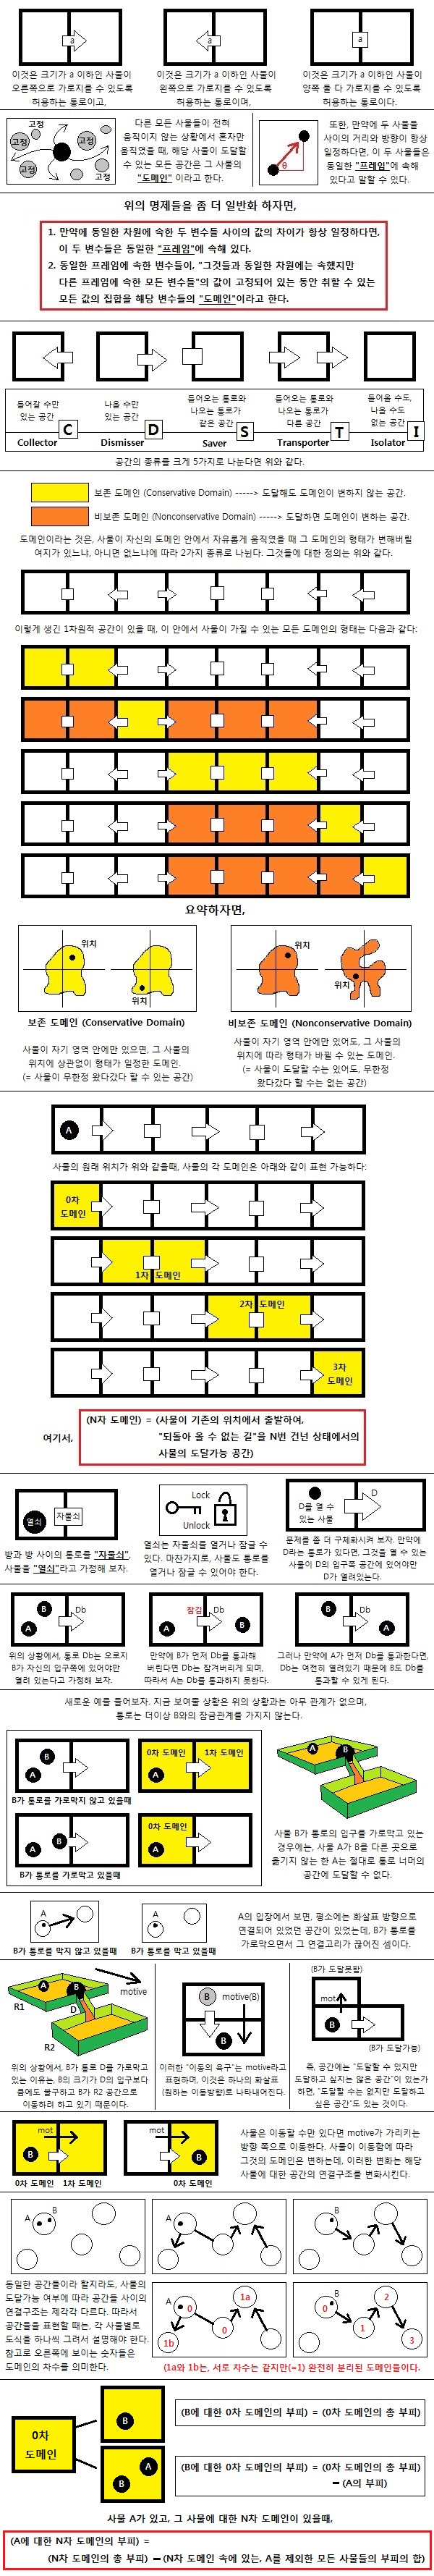 a
a
a
이것은 크기가 a 이하인 사물이
오른쪽으로 가로지를 수 있도록
허용하는 통로이고,
이것은 크기가 a 이하인 사물이
왼쪽으로 가로지를 수 있도록
허용하는 통로이며,
이것은 크기가 a 이하인 사물이
양쪽 둘 다 가로지를 수 있도록
허용하는 통로이다.
고정
고정
고정
고정
고정
다른 모든 사물들이 전혀
움직이지 않는 상황에서 혼자만
움직였을 때, 해당 사물이 도달할
수 있는 모든 공간은 그 사물의
"도메인" 이라고 한다.
θ
또한, 만약에 두 사물들
사이의 거리와 방향이 항상
일정하다면, 이 두 사물들은
동일한 "프레임"에 속해
있다고 말할 수 있다.
위의 명제들을 좀 더 일반화 하자면,
1. 만약에 동일한 차원에 속한 두 변수들 사이의 값의 차이가 항상 일정하다면,
이 두 변수들은 동일한 "프레임"에 속해 있다.
2. 동일한 프레임에 속한 변수들이, "그것들과 동일한 차원에는 속했지만
다른 프레임에 속한 모든 변수들"의 값이 고정되어 있는 동안 취할 수 있는
모든 값의 집합을 해당 변수들의 "도메인"이라고 한다.
들어갈 수만
있는 공간
C
Collector
나올 수만
있는 공간
D
Dismisser
들어오는 통로와
나오는 통로가
같은 공간
S
Saver
들어오는 통로와
나오는 통로가
다른 공간
T
Transporter
들어올 수도,
나올 수도
없는 공간
I
Isolator
공간의 종류를 크게 5가지로 나눈다면 위와 같다.
보존 도메인 (Conservative Domain) -----> 도달해도 도메인이 변하지 않는 공간.
비보존 도메인 (Nonconservative Domain) -----> 도달하면 도메인이 변하는 공간.
도메인이라는 것은, 사물이 자신의 도메인 안에서 자유롭게 움직였을 때 그 도메인의 형태가 변해버릴
여지가 있느냐, 아니면 없느냐에 따라 2가지 종류로 나뉜다. 그것들에 대한 정의는 위와 같다.
이렇게 생긴 1차원적 공간이 있을 때, 이 안에서 사물이 가질 수 있는 모든 도메인의 형태는 다음과 같다:
요약하자면,
위치
위치
위치
위치
보존 도메인 (Conservative Domain)
비보존 도메인 (Nonconservative Domain)
사물이 자기 영역 안에만 있으면, 그 사물의
위치에 상관없이 형태가 일정한 도메인.
(= 사물이 무한정 왔다갔다 할 수 있는 공간)
사물이 자기 영역 안에만 있어도, 그 사물의
위치에 따라 형태가 바뀔 수 있는 도메인.
(= 사물이 도달할 수는 있어도, 무한정
왔다갔다 할 수는 없는 공간)
A
사물의 원래 위치가 위와 같을때, 사물의 각 도메인은 아래와 같이 표현 가능하다:
0차
도메인
1차 도메인
2차 도메인
3차
도메인
여기서,
(N차 도메인) = (사물이 기존의 위치에서 출발하여,
"되돌아 올 수 없는 길"을 N번 건넌 상태에서의
사물의 도달가능 공간)
열쇠
자물쇠
방과 방 사이의 통로를 "자물쇠",
사물을 "열쇠"라고 가정해 보자.
Lock
Unlock
열쇠는 자물쇠를 열거나 잠글 수
있다. 마찬가지로, 사물도 통로를
열거나 잠글 수 있어야 한다.
D를 열 수
있는 사물
D
문제를 좀 더 구체화시켜 보자. 만약에
D라는 통로가 있다면, 그것을 열 수 있는
사물이 D의 입구쪽 공간에 있어야만
D가 열려있는다.
B
A
Db
위의 상황에서, 통로 Db는 오로지
B가 자신의 입구쪽에 있어야만
열려 있는다고 가정해 보자.
잠김
Db
A
B
만약에 B가 먼저 Db를 통과해
버린다면 Db는 잠겨버리게 되며,
따라서 A는 Db를 통과하지 못한다.
B
Db
A
그러나 만약에 A가 먼저 Db를 통과한다면,
Db는 여전히 열려있기 때문에 B도 Db를
통과할 수 있게 된다.
새로운 예를 들어보자. 지금 보여줄 상황은 위의 상황과는 아무 관계가 없으며,
통로는 더이상 B와의 잠금관계를 가지지 않는다.
B
A
0차 도메인
1차 도메인
A
B가 통로를 가로막지 않고 있을때
A
B
0차 도메인
A
B가 통로를 가로막고 있을때
A
B
사물 B가 통로의 입구를 가로막고 있는
경우에는, 사물 A가 B를 다른 곳으로
옮기지 않는 한 A는 절대로 통로 너머의
공간에 도달할 수 없다.
A
B가 통로를 막지 않고 있을때
A
B가 통로를 막고 있을때
A의 입장에서 보면, 평소에는 화살표 방향으로
연결되어 있었던 공간이 있었는데, B가 통로를
가로막으면서 그 연결고리가 끊어진 셈이다.
A
B
motive
R1
D
R2
위의 상황에서, B가 통로 D를 가로막고
있는 이유는, B의 크기가 D의 입구보다
큼에도 불구하고 B가 R2 공간으로
이동하려 하고 있기 때문이다.
B
motive(B)
B
이러한 "이동의 욕구"는 motive라고
표현하며, 이것은 하나의 화살표
(원하는 이동방향)로 나타내어진다.
(B가 도달못함)
mot
B
(B가 도달가능)
즉, 공간에는 "도달할 수 있지만
도달하고 싶지는 않은 공간"이 있는가
하면, "도달할 수는 없지만 도달하고
싶은 공간"도 있는 것이다.
mot
B
0차 도메인
1차 도메인
mot
B
0차 도메인
사물은 이동할 수만 있다면 motive가 가리키는
방향 쪽으로 이동한다. 사물이 이동함에 따라
그것의 도메인은 변하는데, 이러한 변화는 해당
사물에 대한 공간의 연결구조를 변화시킨다.
A
B
A
B
동일한 공간들이라 할지라도, 사물의
도달가능 여부에 따라 공간들 사이의
연결구조는 제각각 다르다. 따라서
공간들을 표현할 때는, 각 사물별로
도식을 하나씩 그려서 설명해야 한다.
참고로 오른쪽에 보이는 숫자들은
도메인의 차수를 의미한다.
A
0
1a
1b
0
B
0
2
1
3
(1a와 1b는, 서로 차수는 같지만(=1) 완전히 분리된 도메인들이다.
0차
도메인
B
A
B
(B에 대한 0차 도메인의 부피) = (0차 도메인의 총 부피)
(B에 대한 0차 도메인의 부피) = (0차 도메인의 총 부피)
- (A의 부피)
사물 A가 있고, 그 사물에 대한 N차 도메인이 있을때,
(A에 대한 N차 도메인의 부피) =
(N차 도메인의 총 부피) - (N차 도메인 속에 있는, A를 제외한 모든 사물들의 부피의 합)